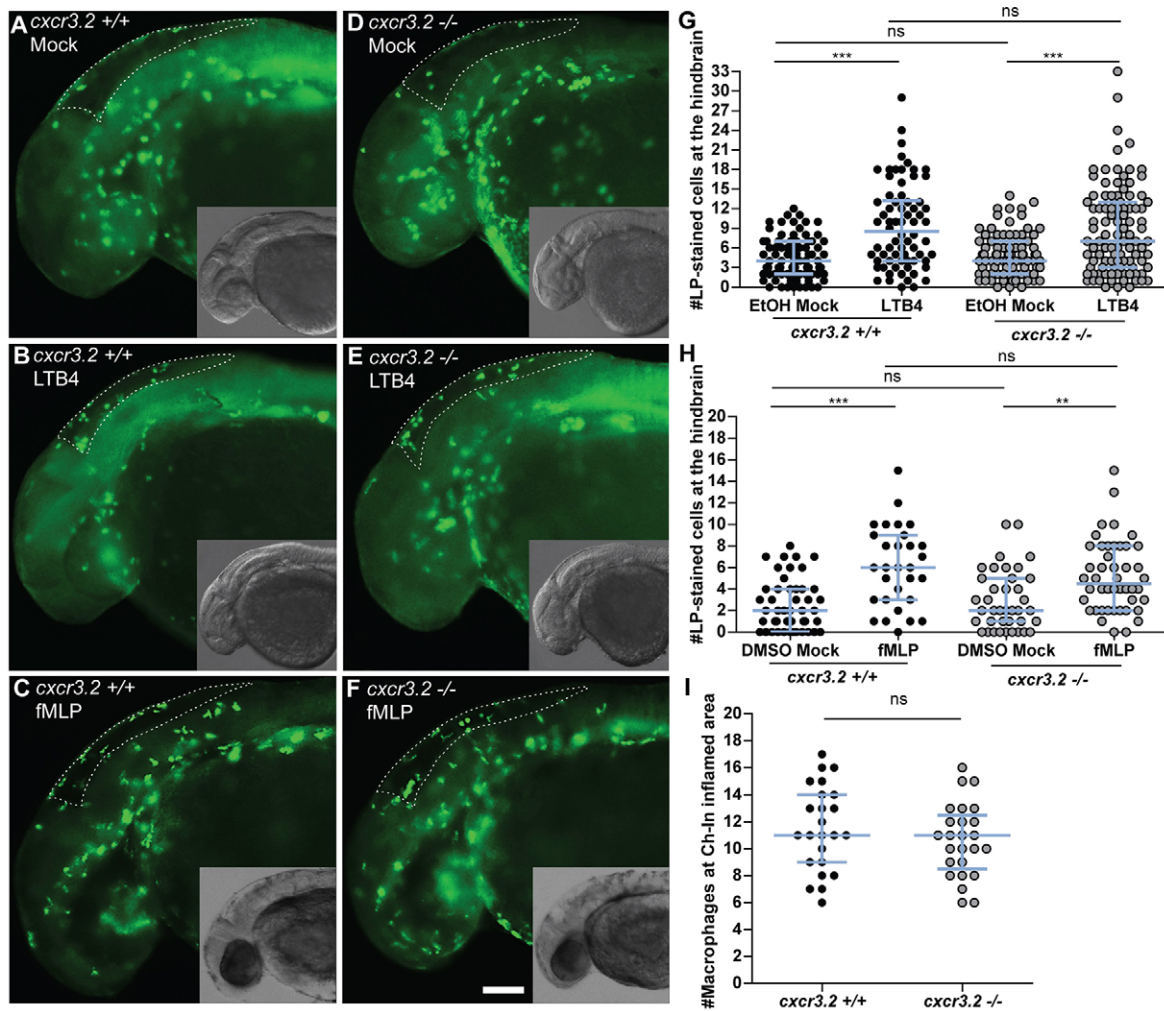 A cxcr3.2 +/+
Mock
D cxcr3.2 -/-
Mock
B cxcr3.2 +/+
LTB4
E cxcr3.2 -/-
LTB4
C cxcr3.2 +/+
fMLP
F cxcr3.2 -/-
fMLP
G
ns
ns
*** ***
#LP-stained cells at the hindbrain
33
30
27
24
21
18
15
12
9
6
3
0
EtOH Mock LTB4 EtOH Mock LTB4
cxcr3.2 +/+ cxcr3.2 -/-
H
ns
ns
*** **
#LP-stained cells at the hindbrain
20
18
16
14
12
10
8
6
4
2
0
DMSO Mock fMLP DMSO Mock fMLP
cxcr3.2 +/+ cxcr3.2 -/-
I
ns
#Macrophages at Ch-In inflamed area
20
18
16
14
12
10
8
6
4
2
0
cxcr3.2 +/+ cxcr3.2 -/-